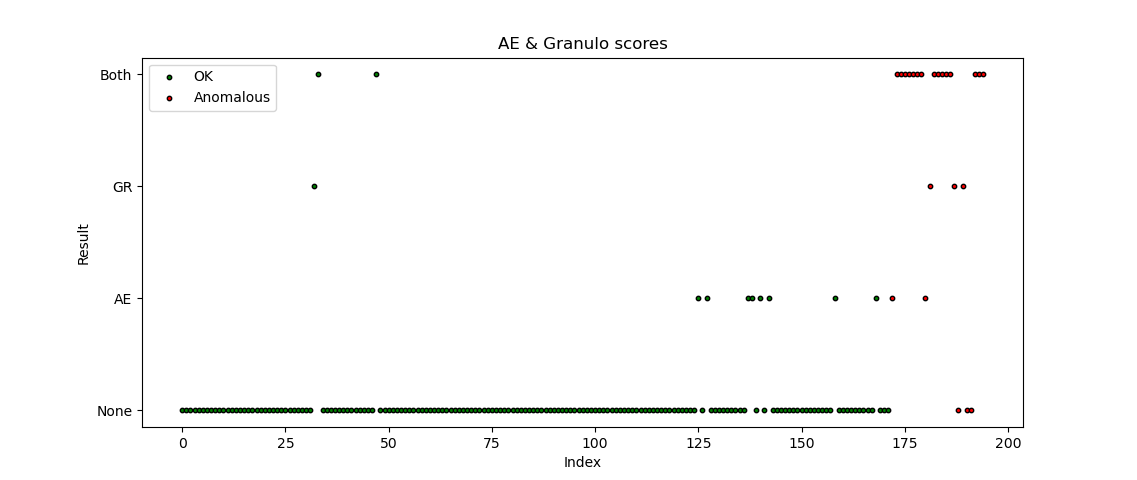 AE & Granulo scores
OK
Anomalous
Both
GR
AE
None
Result
0 25 50 75 100 125 150 175 200
Index